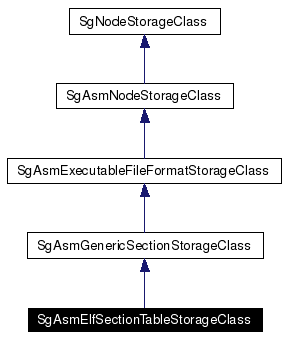 SgNodeStorageClass
SgAsmNodeStorageClass
SgAsmExecutableFileFormatStorageClass
SgAsmGenericSectionStorageClass
SgAsmElfSectionTableStorageClass